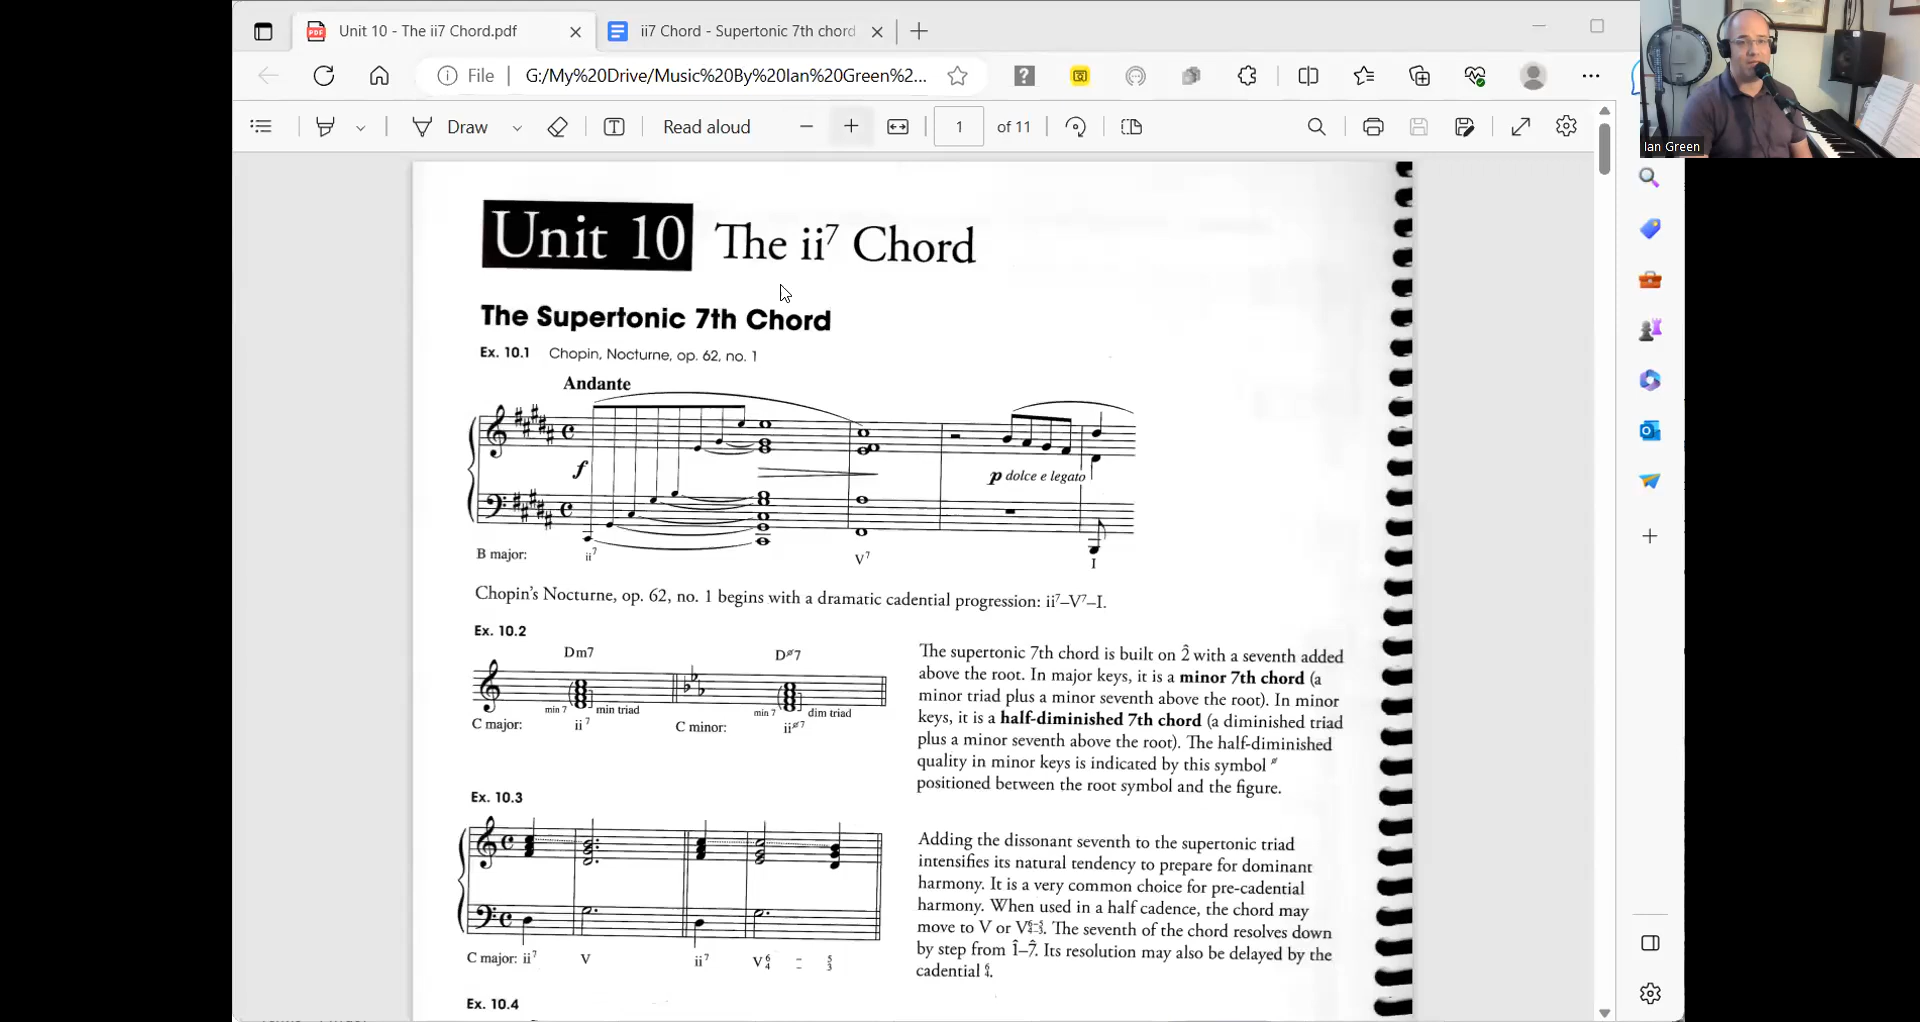 Unit 10 - The ii7 Chord.pdf
ii7 Chord - Supertonic 7th chord
File
G:/My%20Drive/Music%20By%20Ian%20Green%2...
Draw
Read aloud
1
of 11
Ian Green
Unit 10 The ii⁷ Chord
The Supertonic 7th Chord
Ex. 10.1 Chopin, Nocturne, op. 62, no. 1
Andante
f
p dolce e legato
B major: ii⁷ V⁷ I
Chopin's Nocturne, op. 62, no. 1 begins with a dramatic cadential progression: ii⁷–V⁷–I.
Ex. 10.2
Dm7 Dø7
min 7 min triad min 7 dim triad
C major: ii⁷ C minor: iiø⁷
The supertonic 7th chord is built on 2̂ with a seventh added
above the root. In major keys, it is a minor 7th chord (a
minor triad plus a minor seventh above the root). In minor
keys, it is a half-diminished 7th chord (a diminished triad
plus a minor seventh above the root). The half-diminished
quality in minor keys is indicated by this symbol ø
positioned between the root symbol and the figure.
Ex. 10.3
C major: ii⁷ V ii⁷ V 6/4 – – 5/3
Adding the dissonant seventh to the supertonic triad
intensifies its natural tendency to prepare for dominant
harmony. It is a very common choice for pre-cadential
harmony. When used in a half cadence, the chord may
move to V or V6–5/4–3. The seventh of the chord resolves down
by step from 1̂–7̂. Its resolution may also be delayed by the
cadential 6/4.
Ex. 10.4